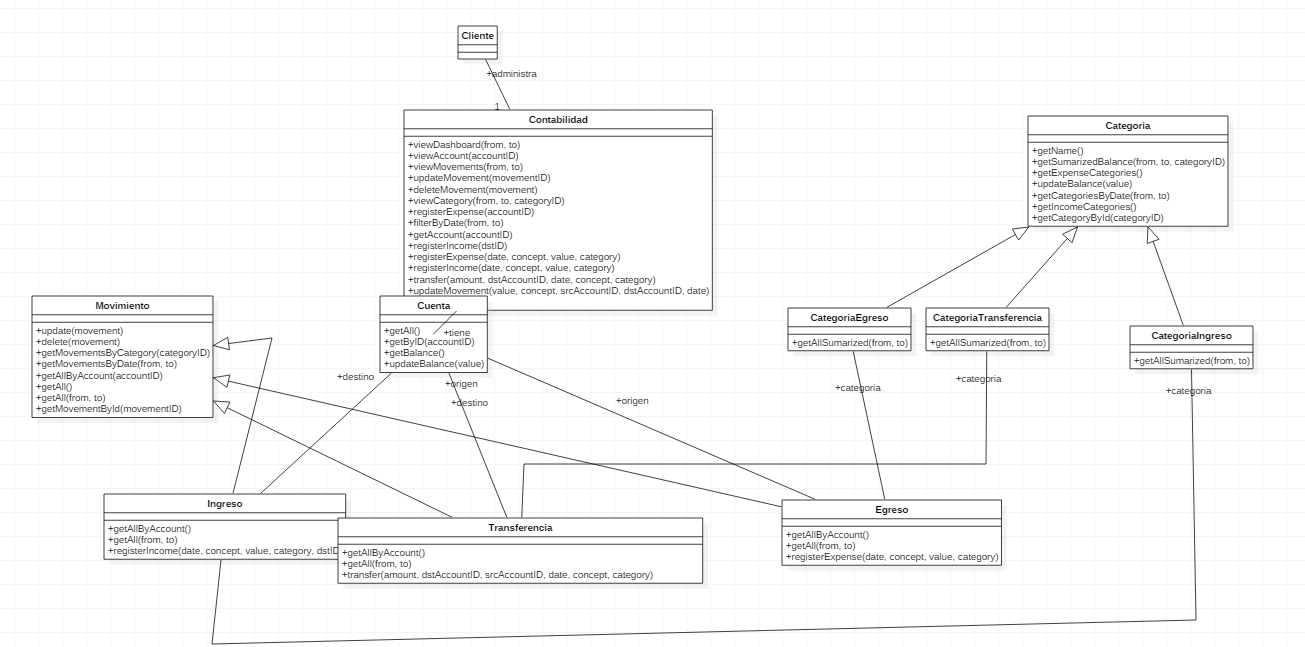 Cliente
+administra
1
Contabilidad
+viewDashboard(from, to)
+viewAccount(accountID)
+viewMovements(from, to)
+updateMovement(movementID)
+deleteMovement(movement)
+viewCategory(from, to, categoryID)
+registerExpense(accountID)
+filterByDate(from, to)
+getAccount(accountID)
+registerIncome(dstID)
+registerExpense(date, concept, value, category)
+registerIncome(date, concept, value, category)
+transfer(amount, dstAccountID, date, concept, category)
+updateMovement(value, concept, srcAccountID, dstAccountID, date)
Categoria
+getName()
+getSumarizedBalance(from, to, categoryID)
+getExpenseCategories()
+updateBalance(value)
+getCategoriesByDate(from, to)
+getIncomeCategories()
+getCategoryById(categoryID)
Movimiento
+update(movement)
+delete(movement)
+getMovementsByCategory(categoryID)
+getMovementsByDate(from, to)
+getAllByAccount(accountID)
+getAll()
+getAll(from, to)
+getMovementById(movementID)
Cuenta
+getAll()
+getByID(accountID)
+getBalance()
+updateBalance(value)
+tiene
CategoriaEgreso
+getAllSumarized(from, to)
CategoriaTransferencia
+getAllSumarized(from, to)
CategoriaIngreso
+getAllSumarized(from, to)
+destino
+origen
+destino
+origen
+categoria
+categoria
+categoria
Ingreso
+getAllByAccount()
+getAll(from, to)
+registerIncome(date, concept, value, category, dstID
Transferencia
+getAllByAccount()
+getAll(from, to)
+transfer(amount, dstAccountID, srcAccountID, date, concept, category)
Egreso
+getAllByAccount()
+getAll(from, to)
+registerExpense(date, concept, value, category)